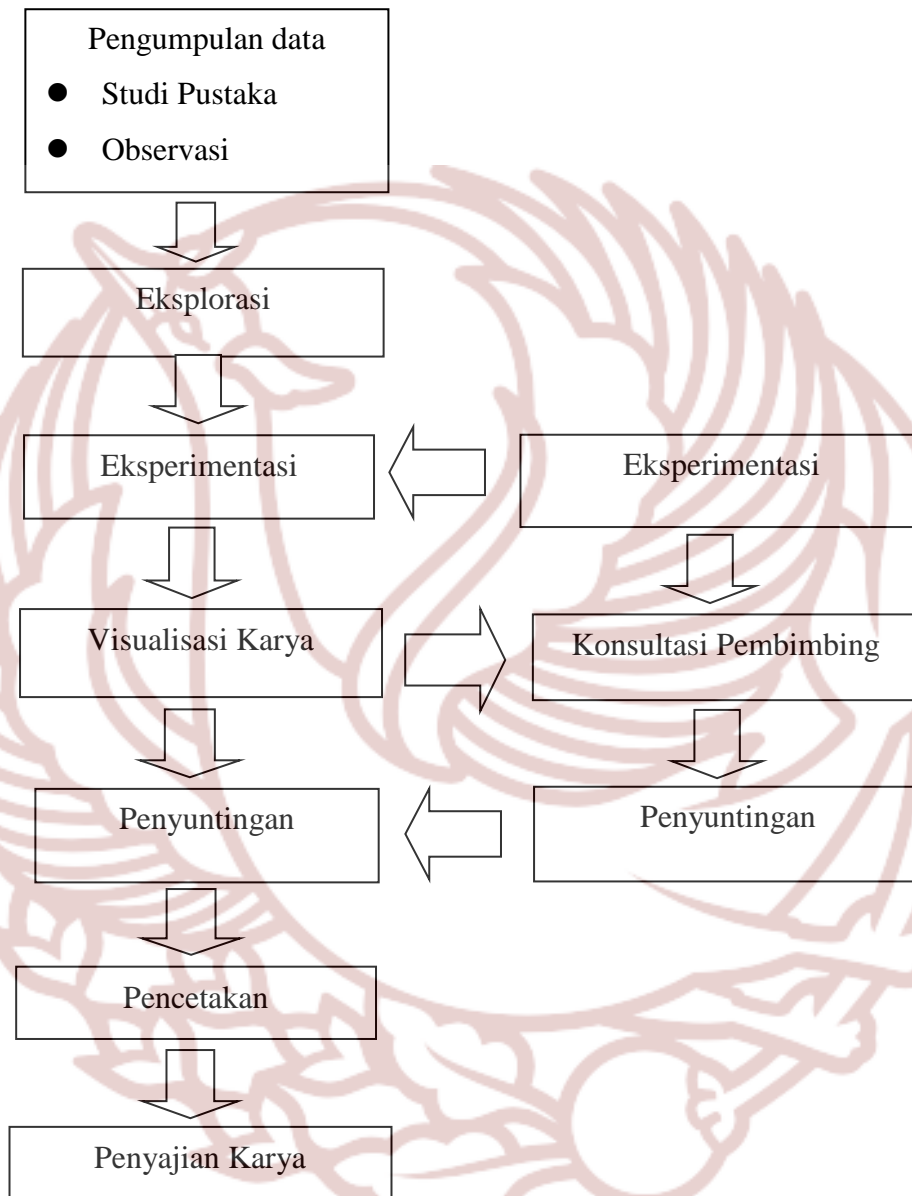 Pengumpulan data
● Studi Pustaka
● Observasi
Eksplorasi
Eksperimentasi
Eksperimentasi
Visualisasi Karya
Konsultasi Pembimbing
Penyuntingan
Penyuntingan
Pencetakan
Penyajian Karya